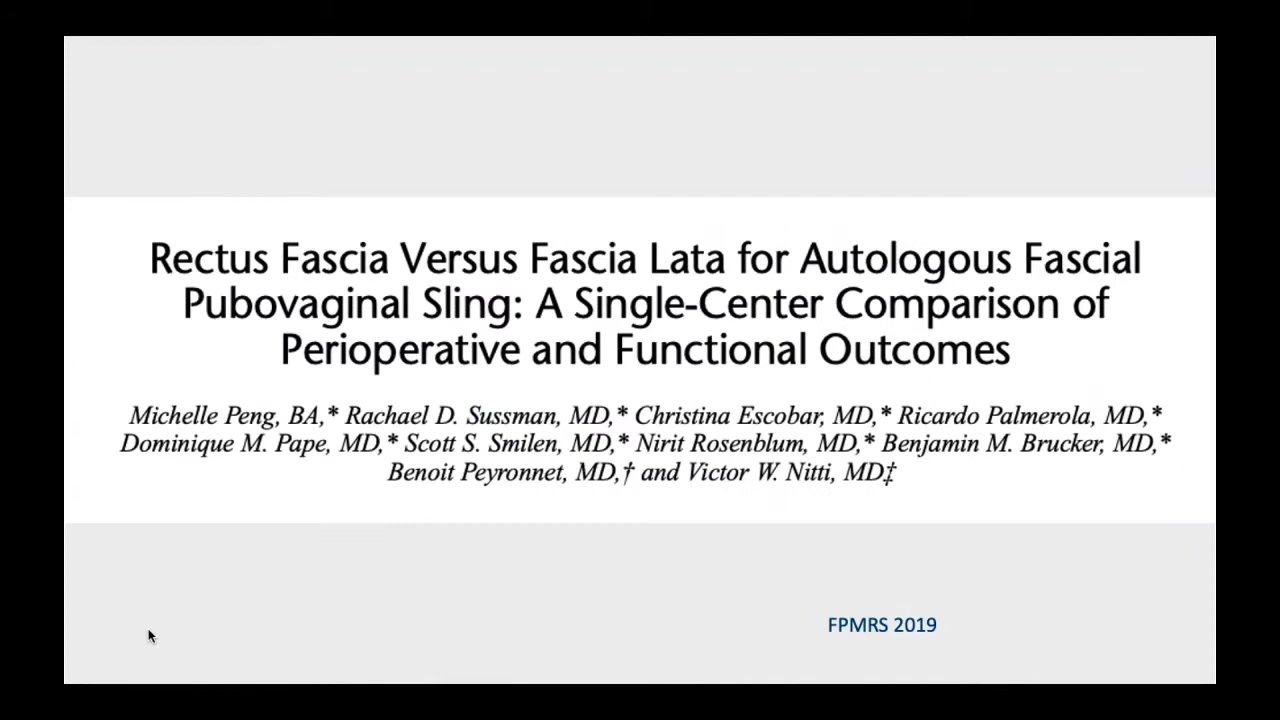 Rectus Fascia Versus Fascia Lata for Autologous Fascial
Pubovaginal Sling: A Single-Center Comparison of
Perioperative and Functional Outcomes
Michelle Peng, BA,* Rachael D. Sussman, MD,* Christina Escobar, MD,* Ricardo Palmerola, MD,*
Dominique M. Pape, MD,* Scott S. Smilen, MD,* Nirit Rosenblum, MD,* Benjamin M. Brucker, MD,*
Benoit Peyronnet, MD,† and Victor W. Nitti, MD‡
FPMRS 2019